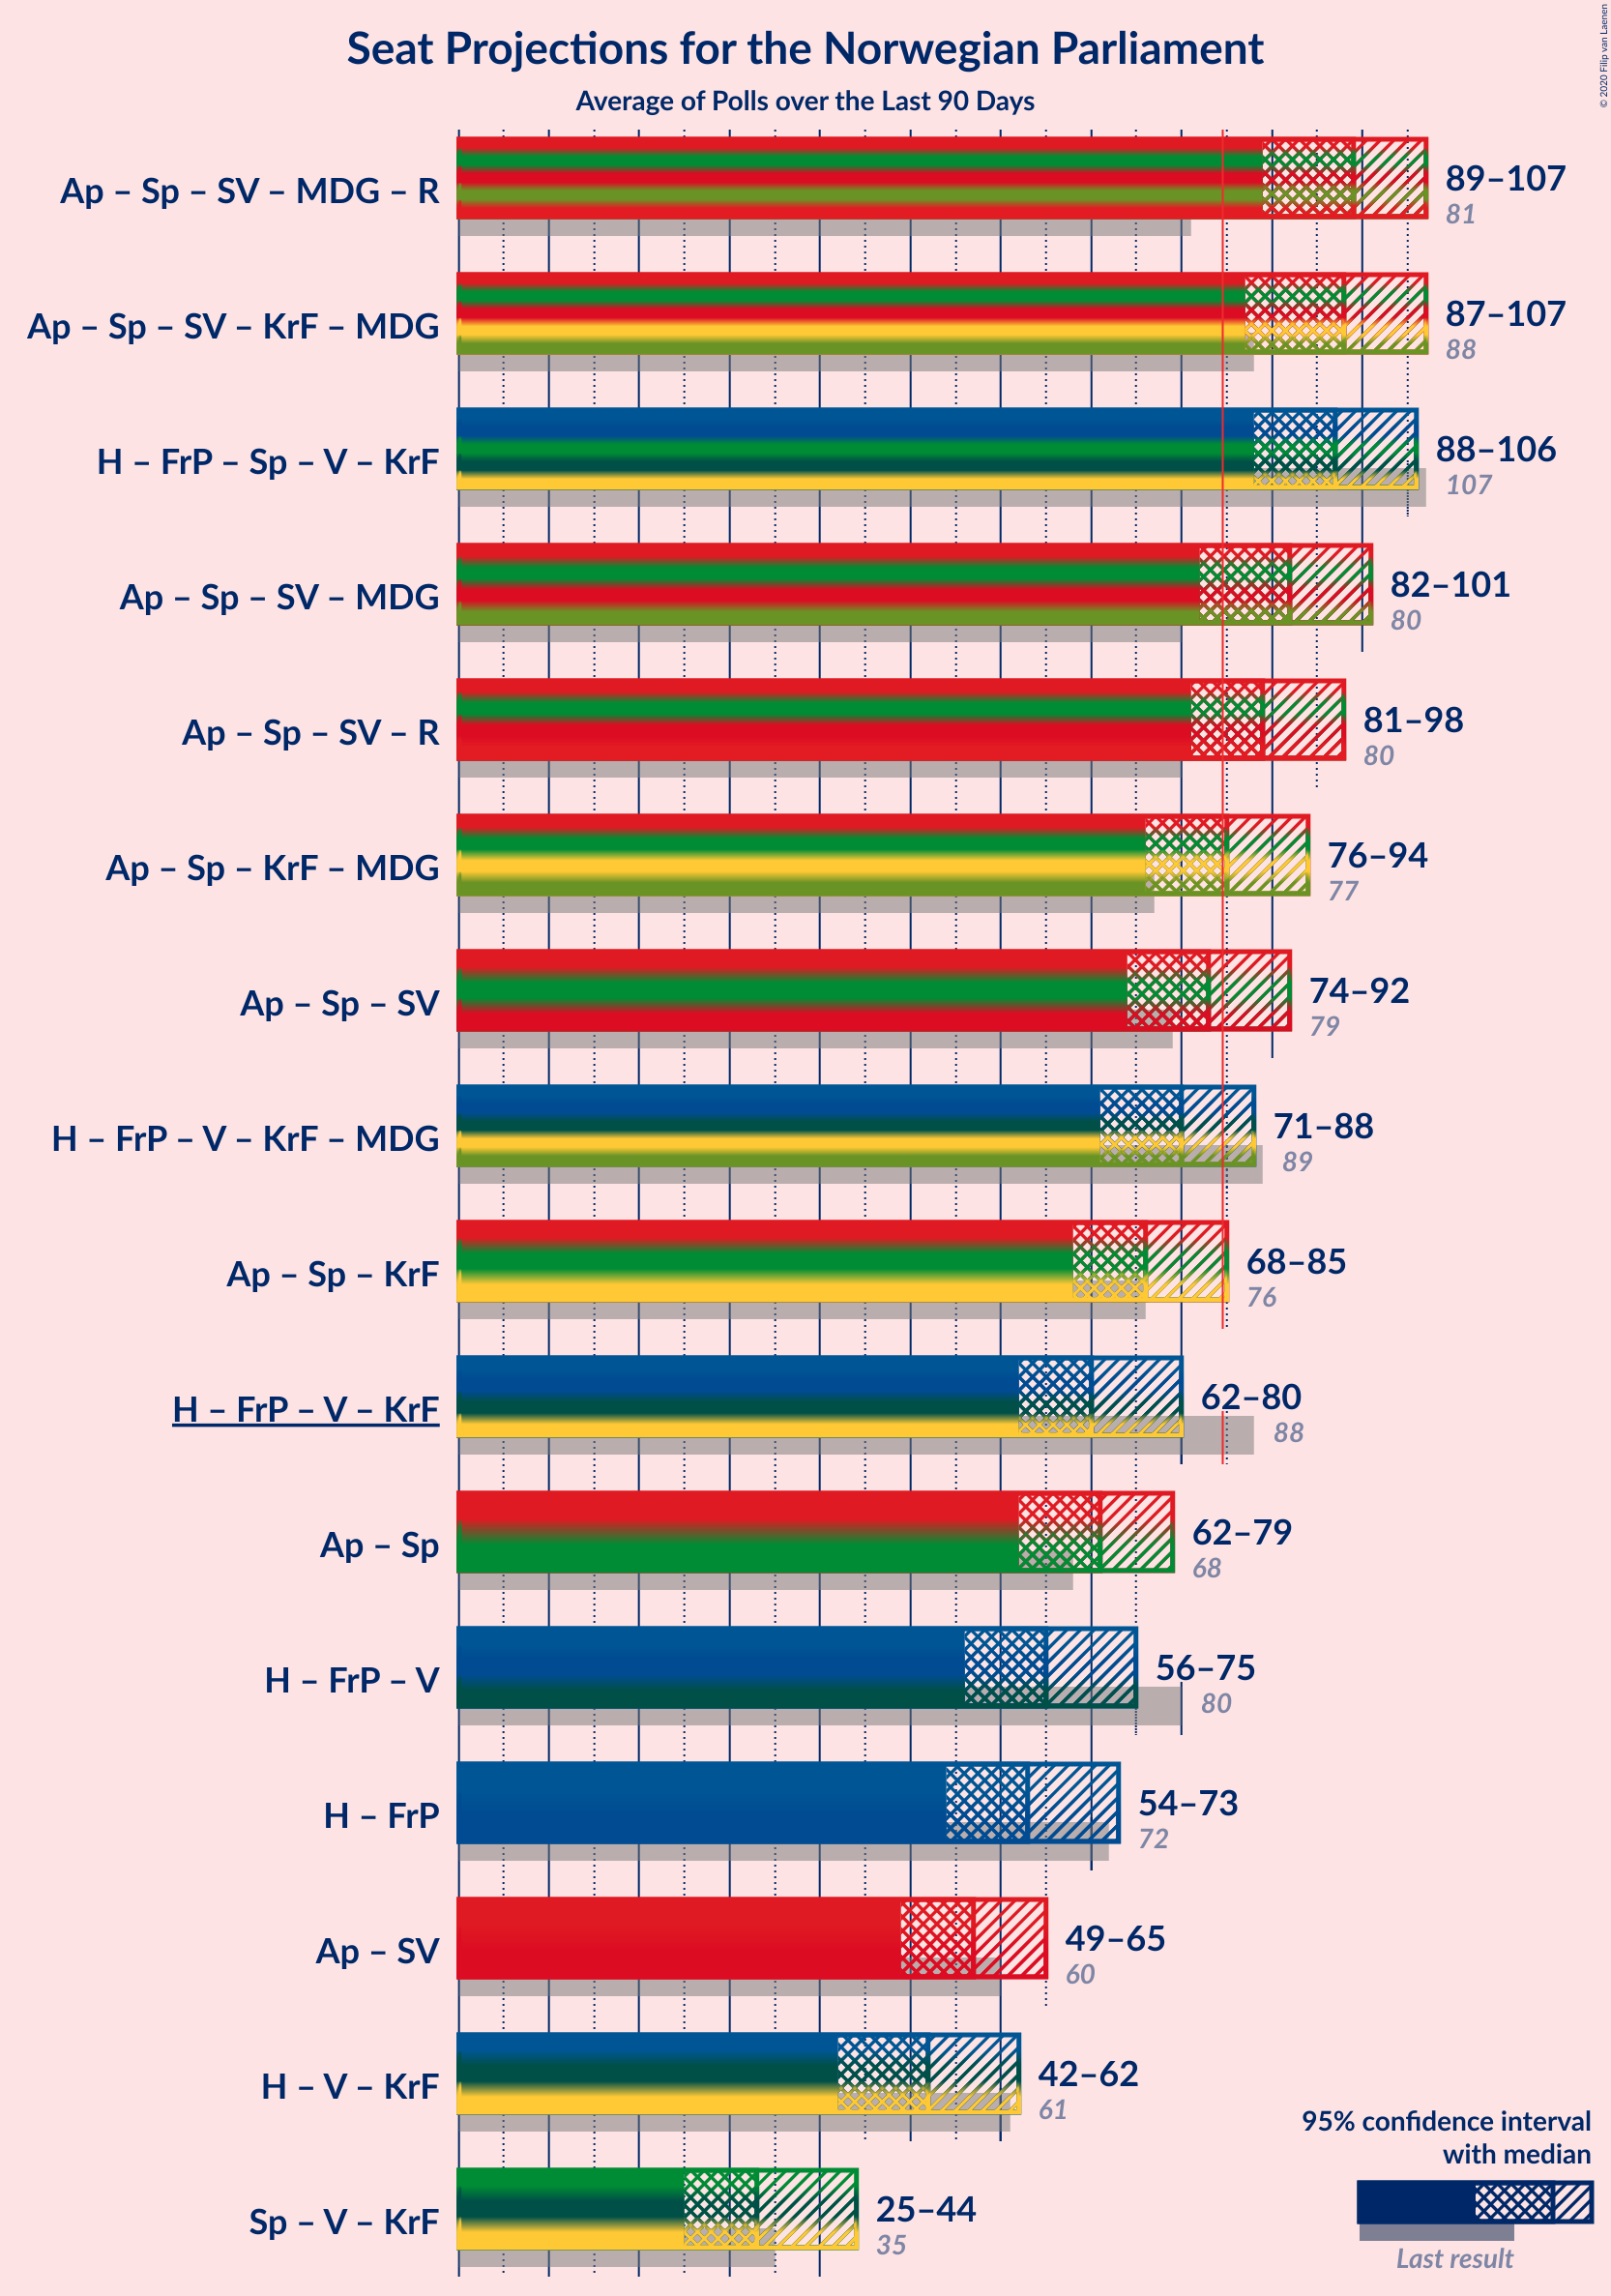 Seat Projections for the Norwegian Parliament
Average of Polls over the Last 90 Days
© 2020 Filip van Laenen
Ap – Sp – SV – MDG – R
89–107
81
Ap – Sp – SV – KrF – MDG
87–107
88
H – FrP – Sp – V – KrF
88–106
107
Ap – Sp – SV – MDG
82–101
80
Ap – Sp – SV – R
81–98
80
Ap – Sp – KrF – MDG
76–94
77
Ap – Sp – SV
74–92
79
H – FrP – V – KrF – MDG
71–88
89
Ap – Sp – KrF
68–85
76
H – FrP – V – KrF
62–80
88
Ap – Sp
62–79
68
H – FrP – V
56–75
80
H – FrP
54–73
72
Ap – SV
49–65
60
H – V – KrF
42–62
61
Sp – V – KrF
25–44
35
95% confidence interval
with median
Last result